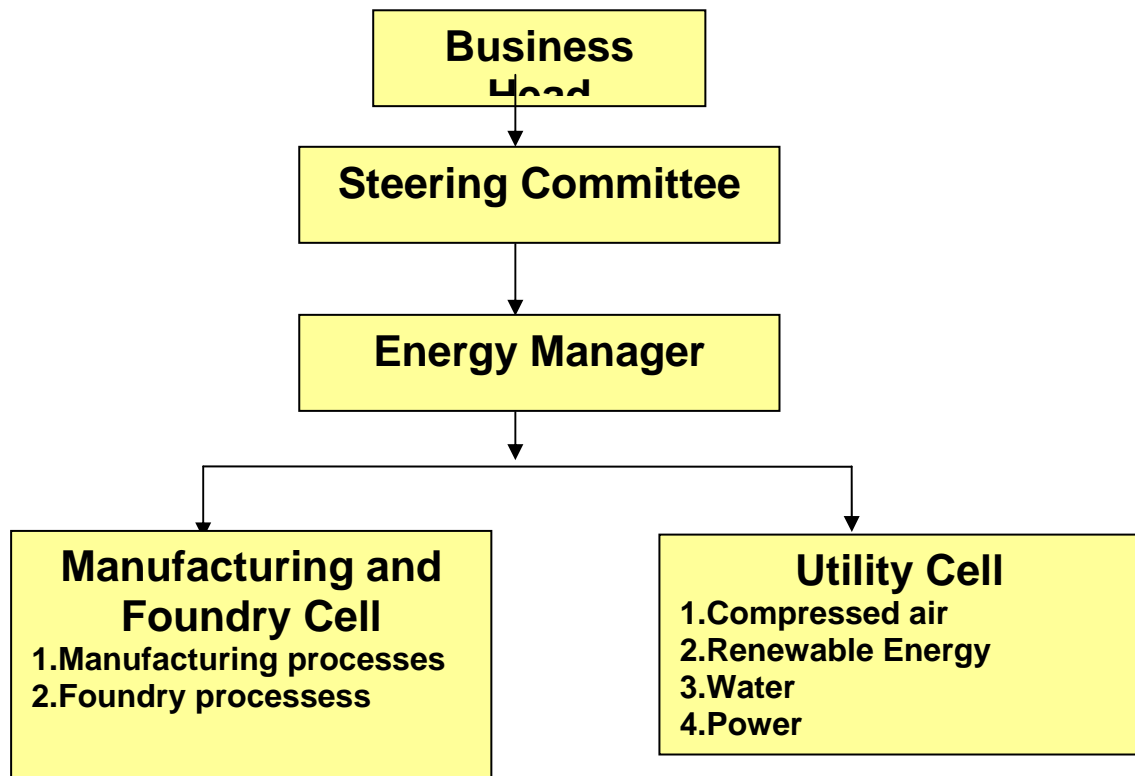 Business
Head
Steering Committee
Energy Manager
Manufacturing and
Foundry Cell
1.Manufacturing processes
2.Foundry processess
Utility Cell
1.Compressed air
2.Renewable Energy
3.Water
4.Power